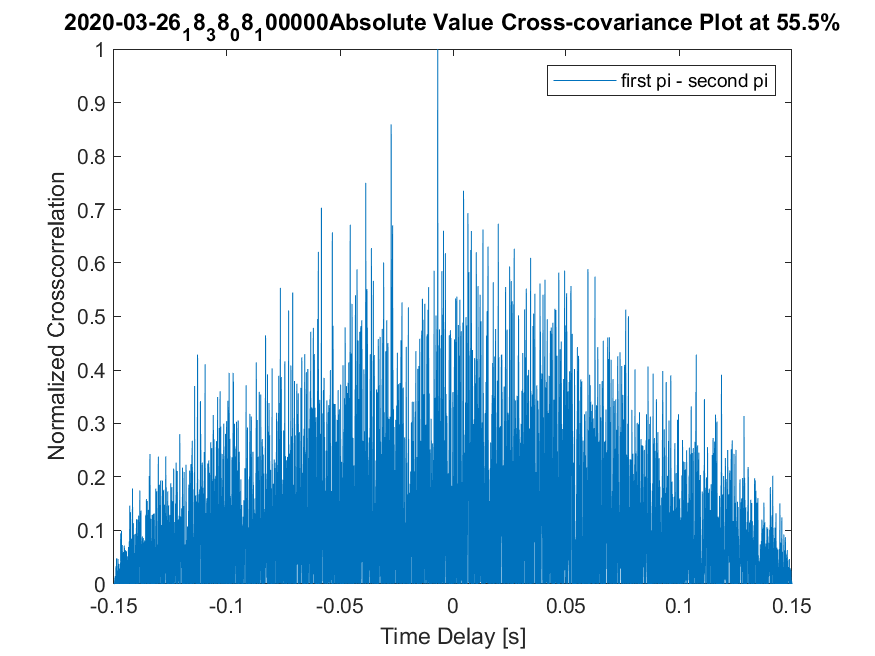 2020-03-26₁8₃8₀8₁00000Absolute Value Cross-covariance Plot at 55.5%
first pi - second pi
Normalized Crosscorrelation
1
0.9
0.8
0.7
0.6
0.5
0.4
0.3
0.2
0.1
0
-0.15 -0.1 -0.05 0 0.05 0.1 0.15
Time Delay [s]